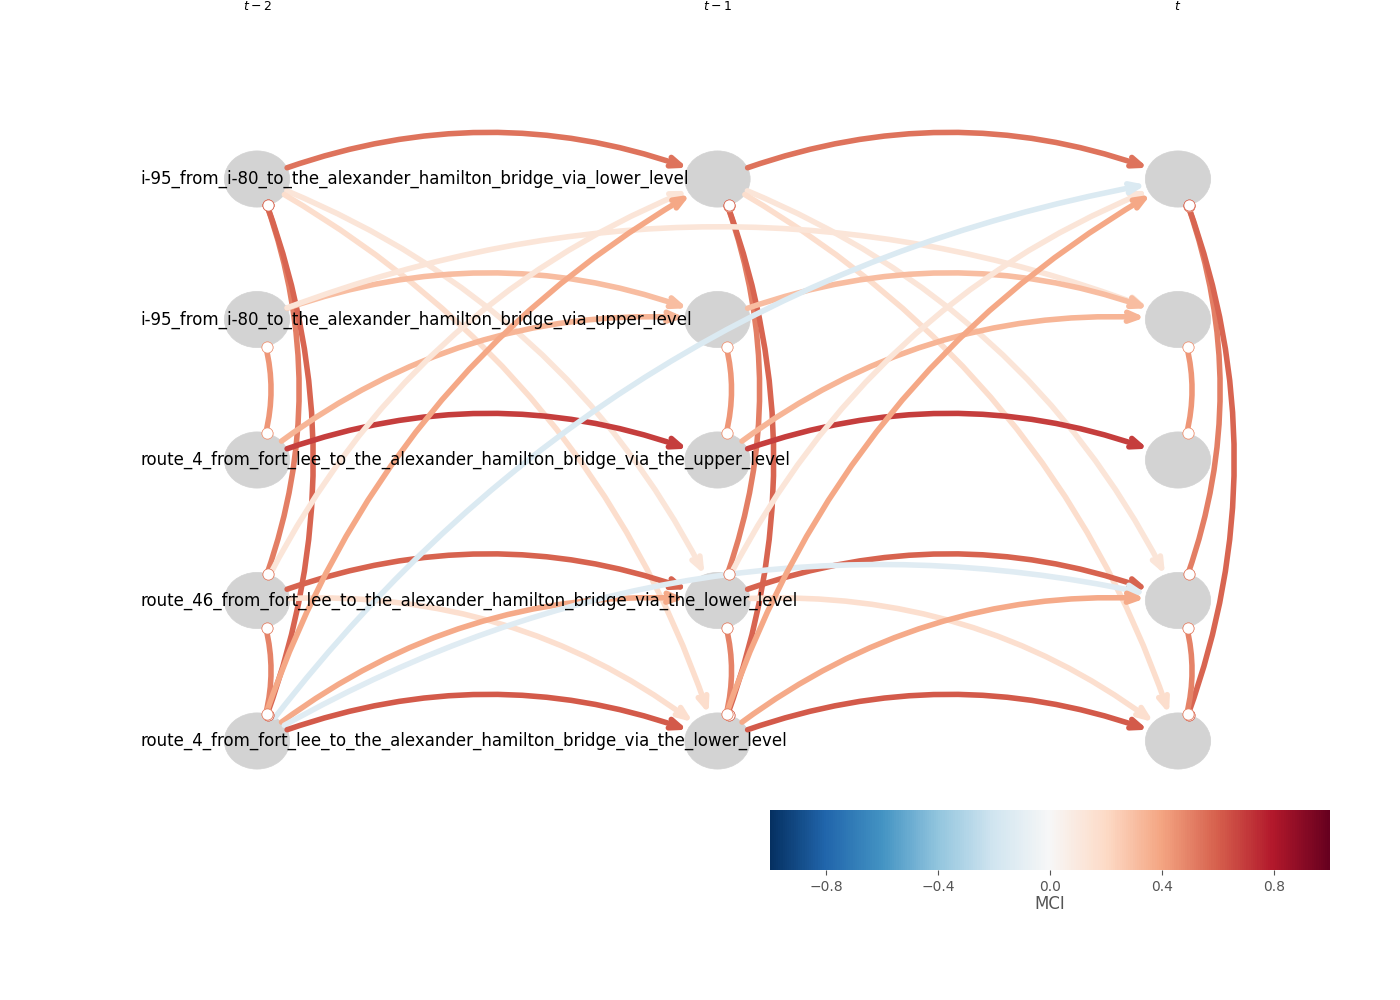 t − 2
t − 1
t
i-95_from_i-80_to_the_alexander_hamilton_bridge_via_lower_level
i-95_from_i-80_to_the_alexander_hamilton_bridge_via_upper_level
route_4_from_fort_lee_to_the_alexander_hamilton_bridge_via_the_upper_level
route_46_from_fort_lee_to_the_alexander_hamilton_bridge_via_the_lower_level
route_4_from_fort_lee_to_the_alexander_hamilton_bridge_via_the_lower_level
−0.8
−0.4
0.0
0.4
0.8
MCI